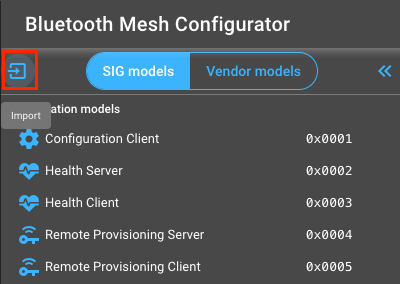 Bluetooth Mesh Configurator
SIG models
Vendor models
Import
ation models
Configuration Client 0x0001
Health Server 0x0002
Health Client 0x0003
Remote Provisioning Server 0x0004
Remote Provisioning Client 0x0005